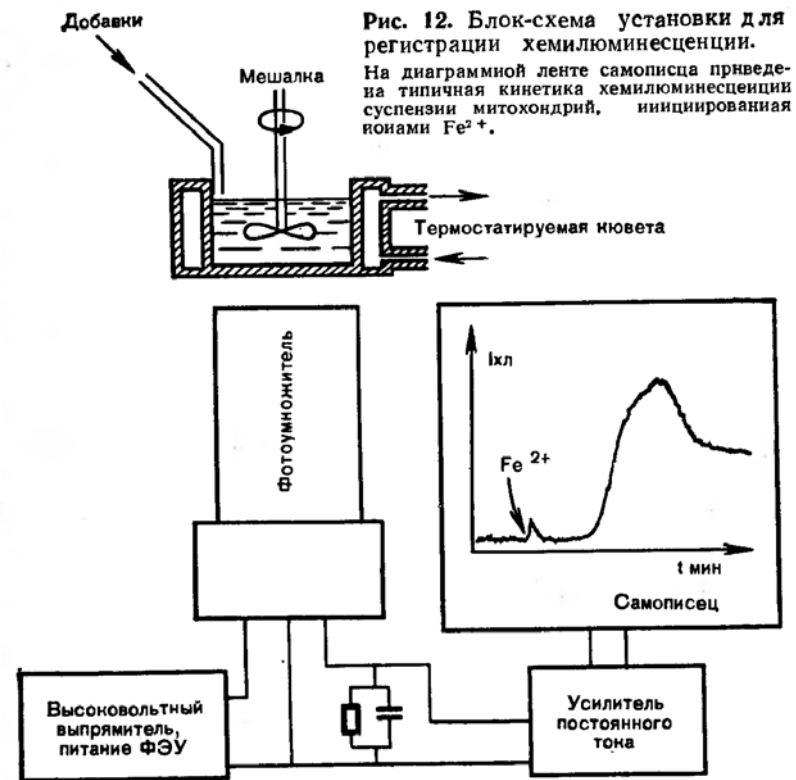 Добавки
Мешалка
Рис. 12. Блок-схема установки для
регистрации хемилюминесценции.
На диаграммной ленте самописца приведе-
на типичная кинетика хемилюминесценции
суспензии митохондрий, инициированная
ионами Fe²⁺.
Термостатируемая кювета
Фотоумножитель
Iхл
Fe 2+
t мин
Самописец
Высоковольтный
выпрямитель,
питание ФЭУ
Усилитель
постоянного
тока